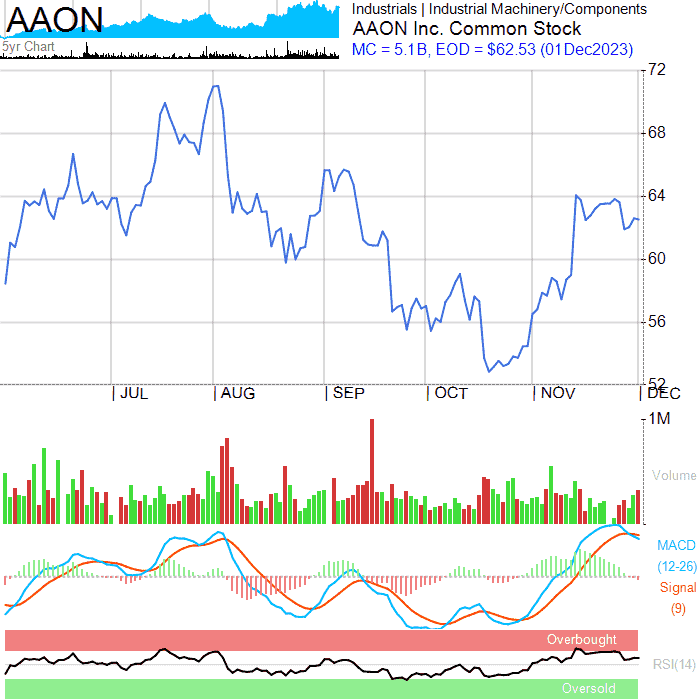 AAON
5yr Chart
Industrials | Industrial Machinery/Components
AAON Inc. Common Stock
MC = 5.1B, EOD = $62.53 (01Dec2023)
72
68
64
60
56
52
| JUL
| AUG
| SEP
| OCT
| NOV
| DEC
1M
Volume
MACD
(12-26)
Signal
(9)
Overbought
RSI(14)
Oversold